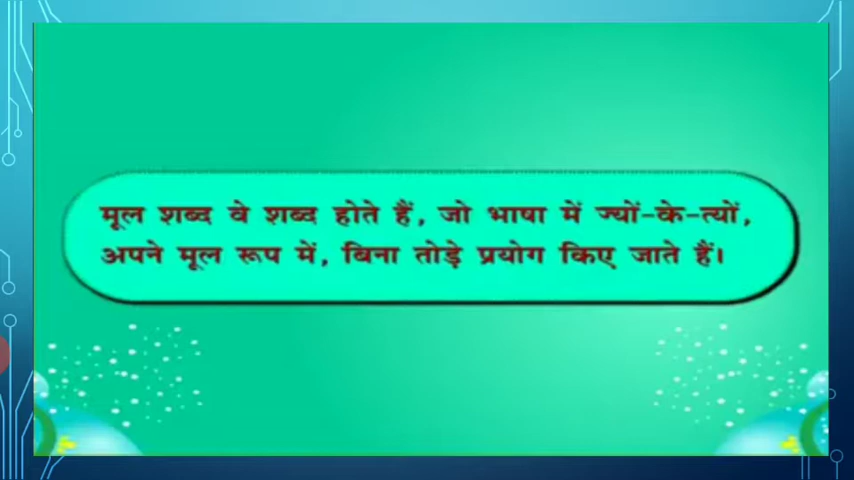 मूल शब्द वे शब्द होते हैं, जो भाषा में ज्यों-के-त्यों,
अपने मूल रूप में, बिना तोड़े प्रयोग किए जाते हैं।